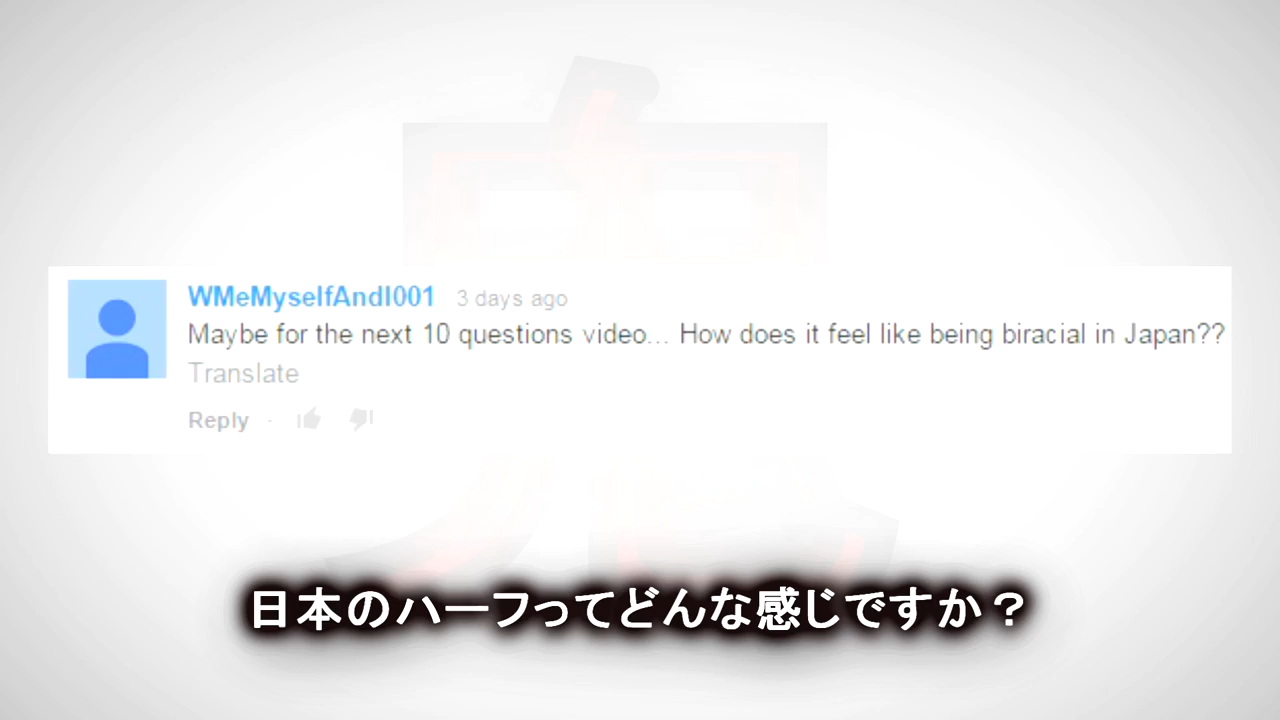 WMeMyselfAndI001 3 days ago
Maybe for the next 10 questions video... How does it feel like being biracial in Japan??
Translate
Reply ·
日本のハーフってどんな感じですか？